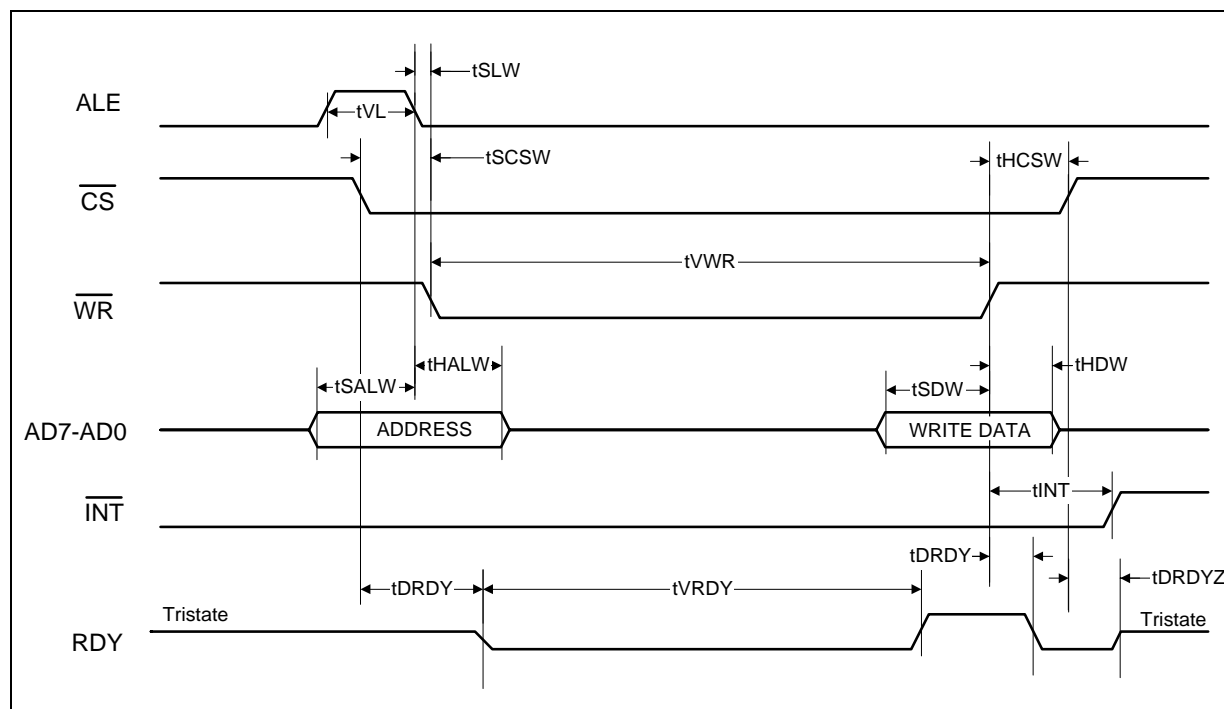 tSLW
ALE
tVL
tSCSW
tHCSW
CS
tVWR
WR
tHALW
tHDW
tSALW
tSDW
AD7-AD0
ADDRESS
WRITE DATA
tINT
INT
tDRDY
tDRDY
tVRDY
tDRDYZ
Tristate
Tristate
RDY